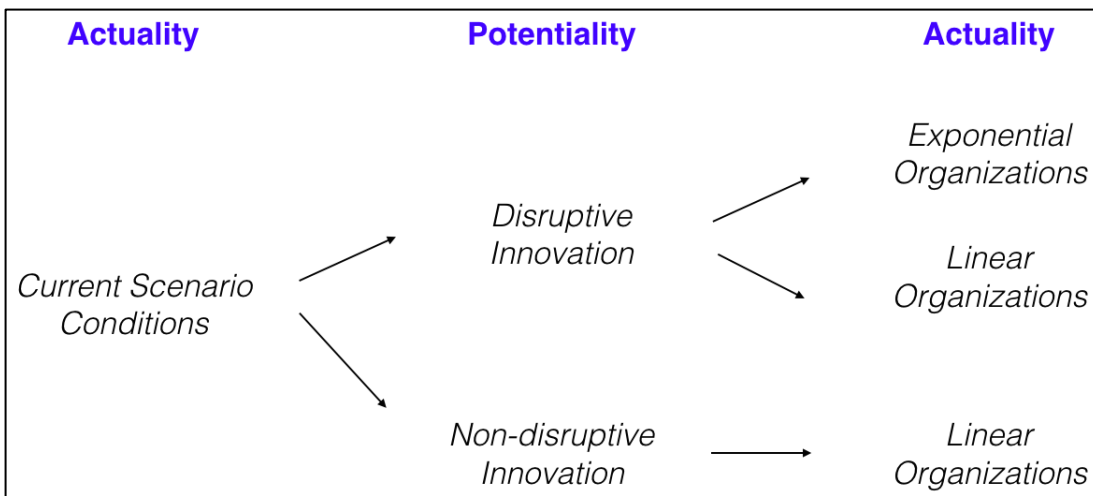 Actuality
Potentiality
Actuality
Exponential
Organizations
Disruptive
Innovation
Linear
Organizations
Current Scenario
Conditions
Non-disruptive
Innovation
Linear
Organizations